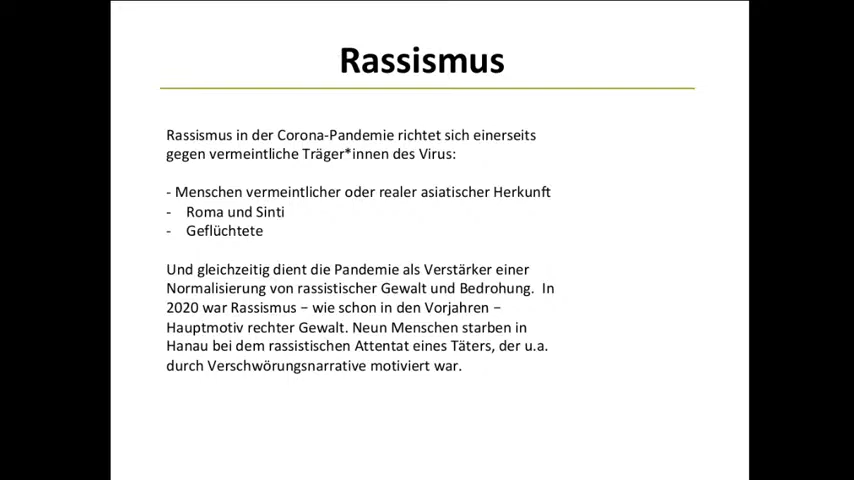 Rassismus
Rassismus in der Corona-Pandemie richtet sich einerseits
gegen vermeintliche Träger*innen des Virus:
- Menschen vermeintlicher oder realer asiatischer Herkunft
- Roma und Sinti
- Geflüchtete
Und gleichzeitig dient die Pandemie als Verstärker einer
Normalisierung von rassistischer Gewalt und Bedrohung. In
2020 war Rassismus – wie schon in den Vorjahren –
Hauptmotiv rechter Gewalt. Neun Menschen starben in
Hanau bei dem rassistischen Attentat eines Täters, der u.a.
durch Verschwörungsnarrative motiviert war.